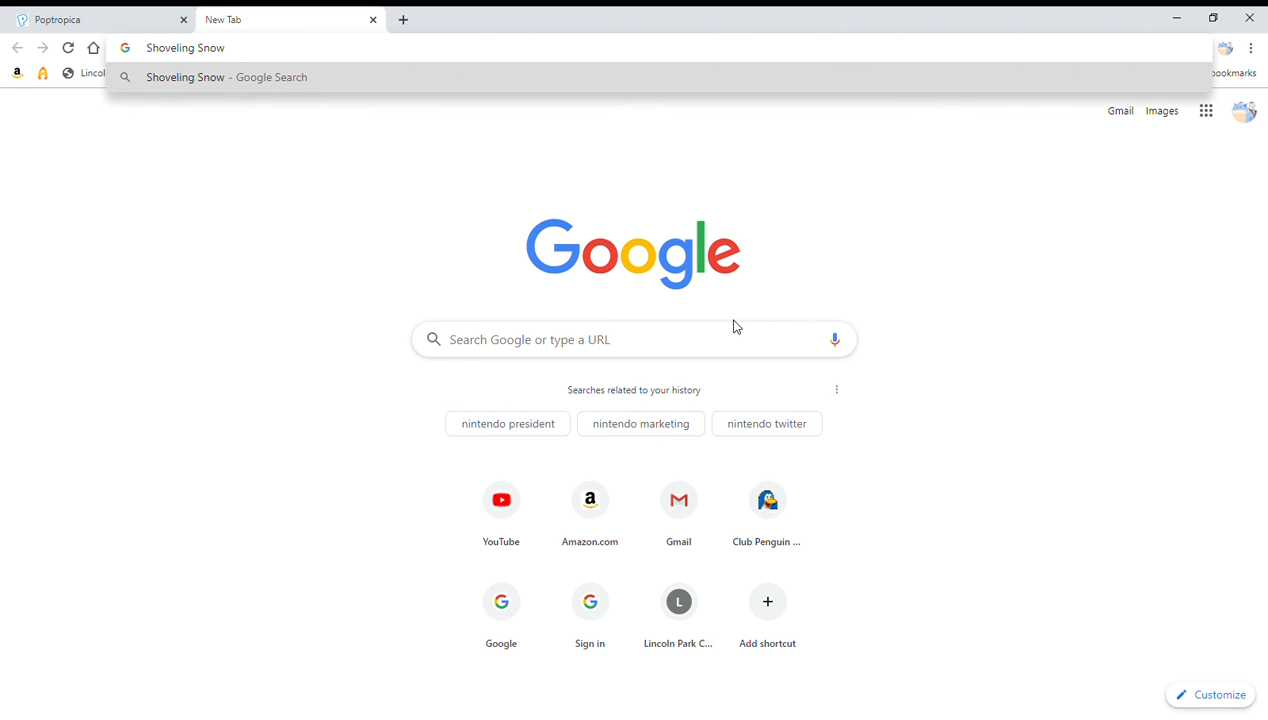 Poptropica
New Tab
Shoveling Snow
Lincol
Shoveling Snow - Google Search
bookmarks
Gmail Images
Google
Search Google or type a URL
Searches related to your history
nintendo president nintendo marketing nintendo twitter
YouTube Amazon.com Gmail Club Penguin ...
L
Google Sign in Lincoln Park C... Add shortcut
Customize